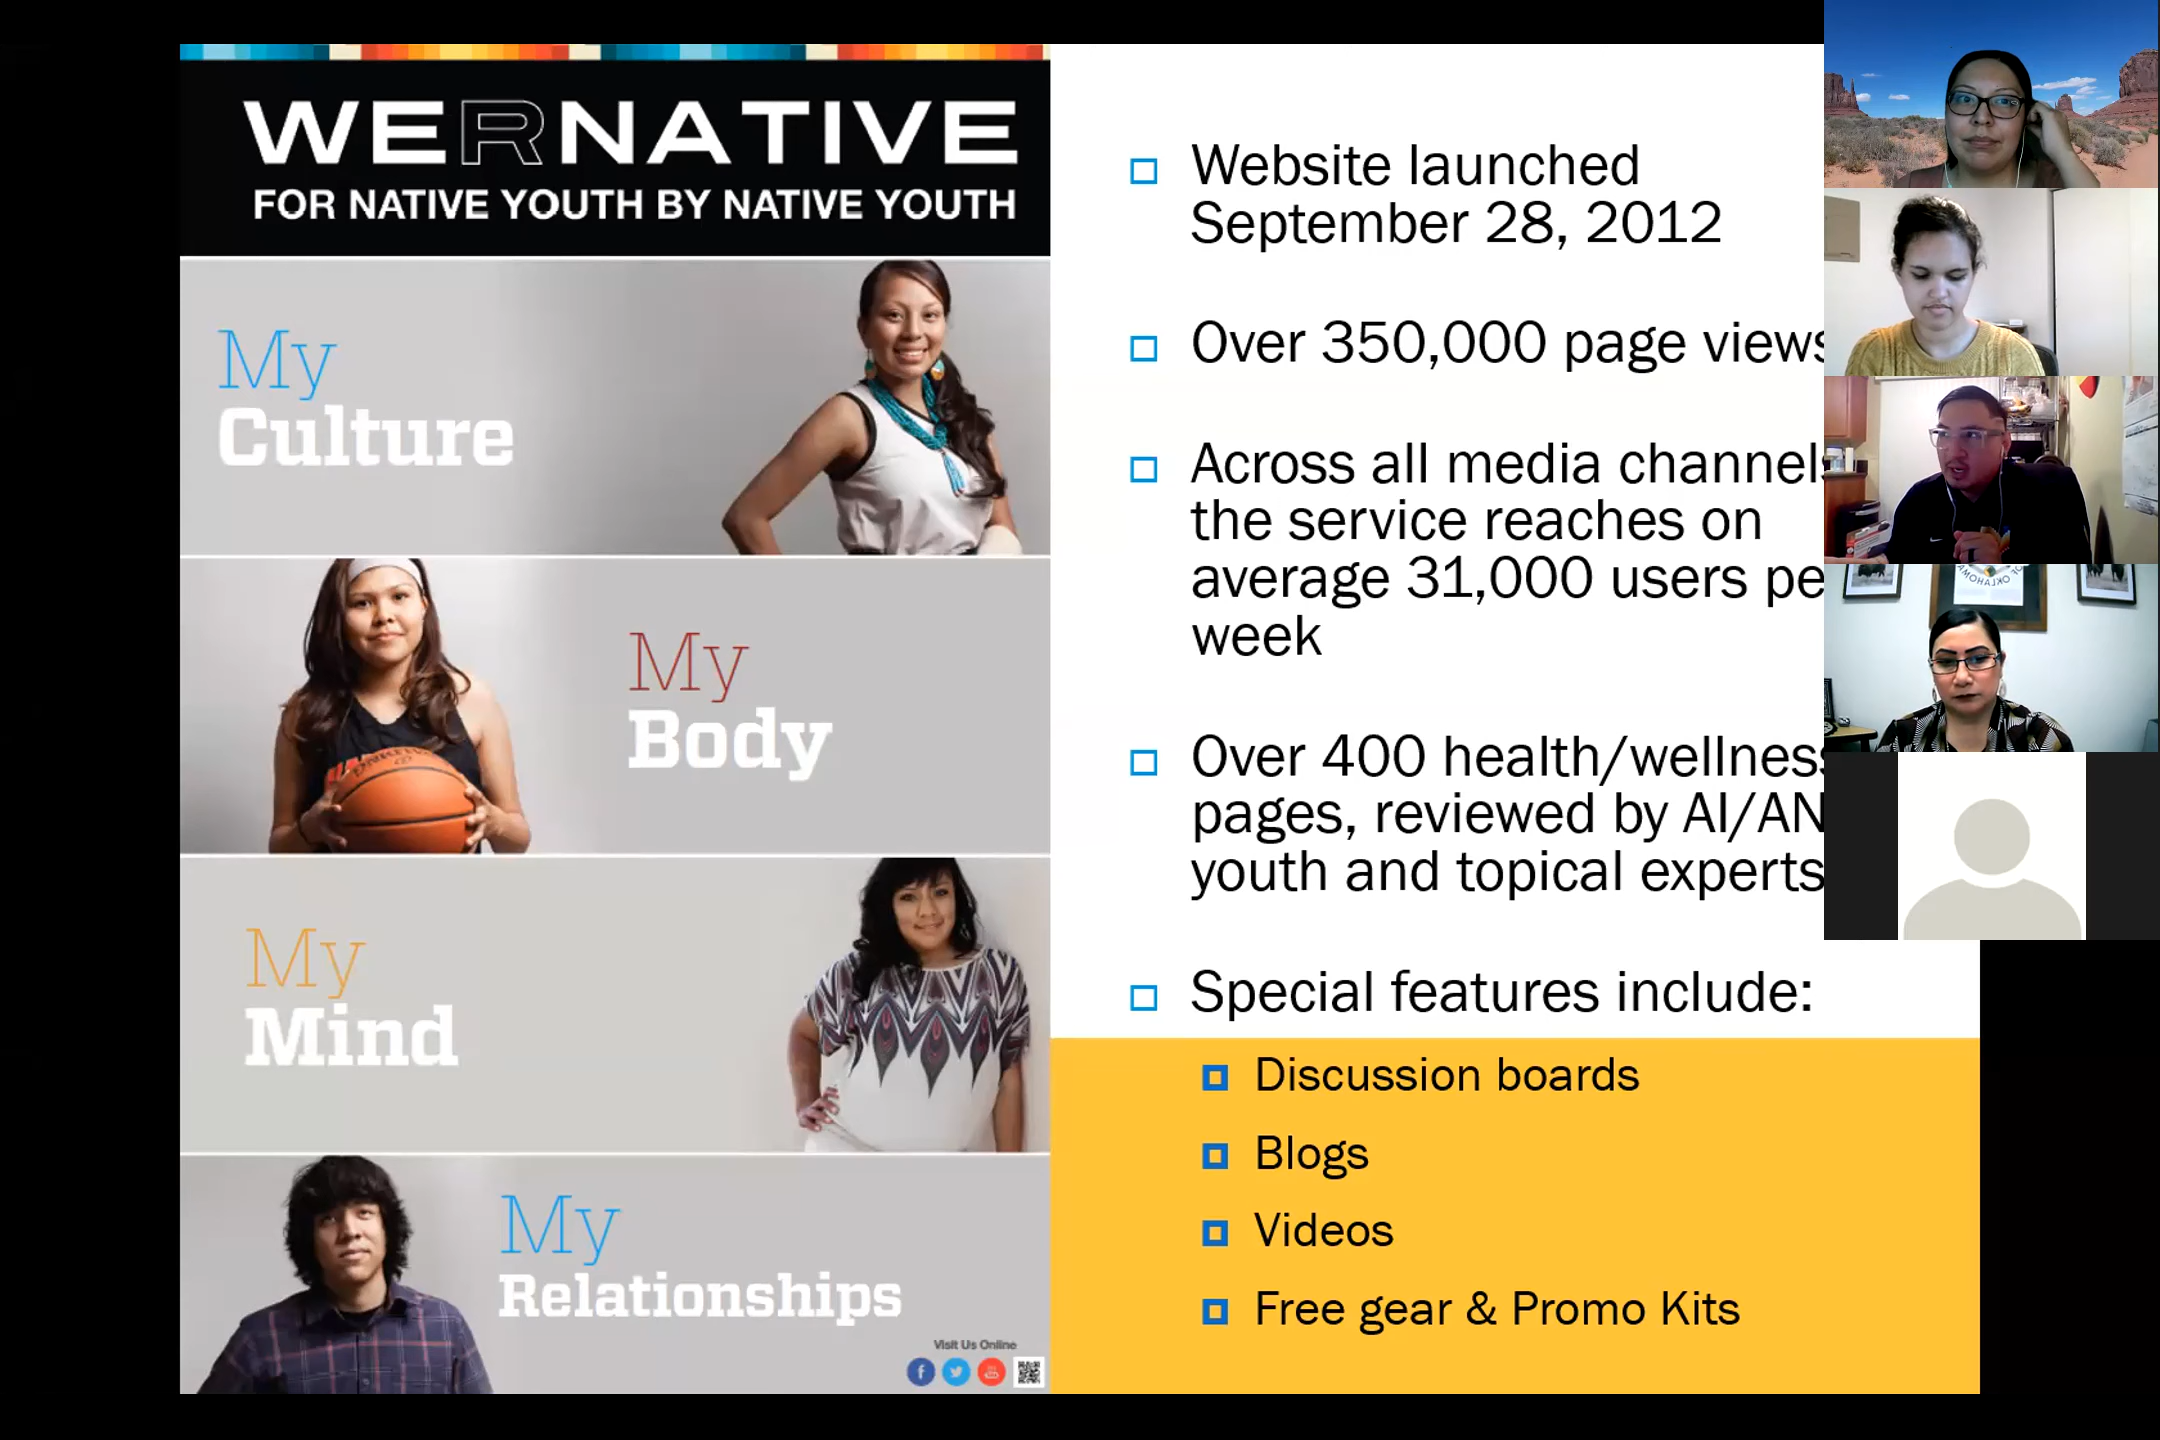 WERNATIVE
FOR NATIVE YOUTH BY NATIVE YOUTH
My
Culture
My
Body
My
Mind
My
Relationships
Visit Us Online
Website launched
September 28, 2012
Over 350,000 page views
Across all media channels
the service reaches on
average 31,000 users pe
week
Over 400 health/wellness
pages, reviewed by AI/AN
youth and topical experts
Special features include:
Discussion boards
Blogs
Videos
Free gear & Promo Kits
OF OKLAHOMA